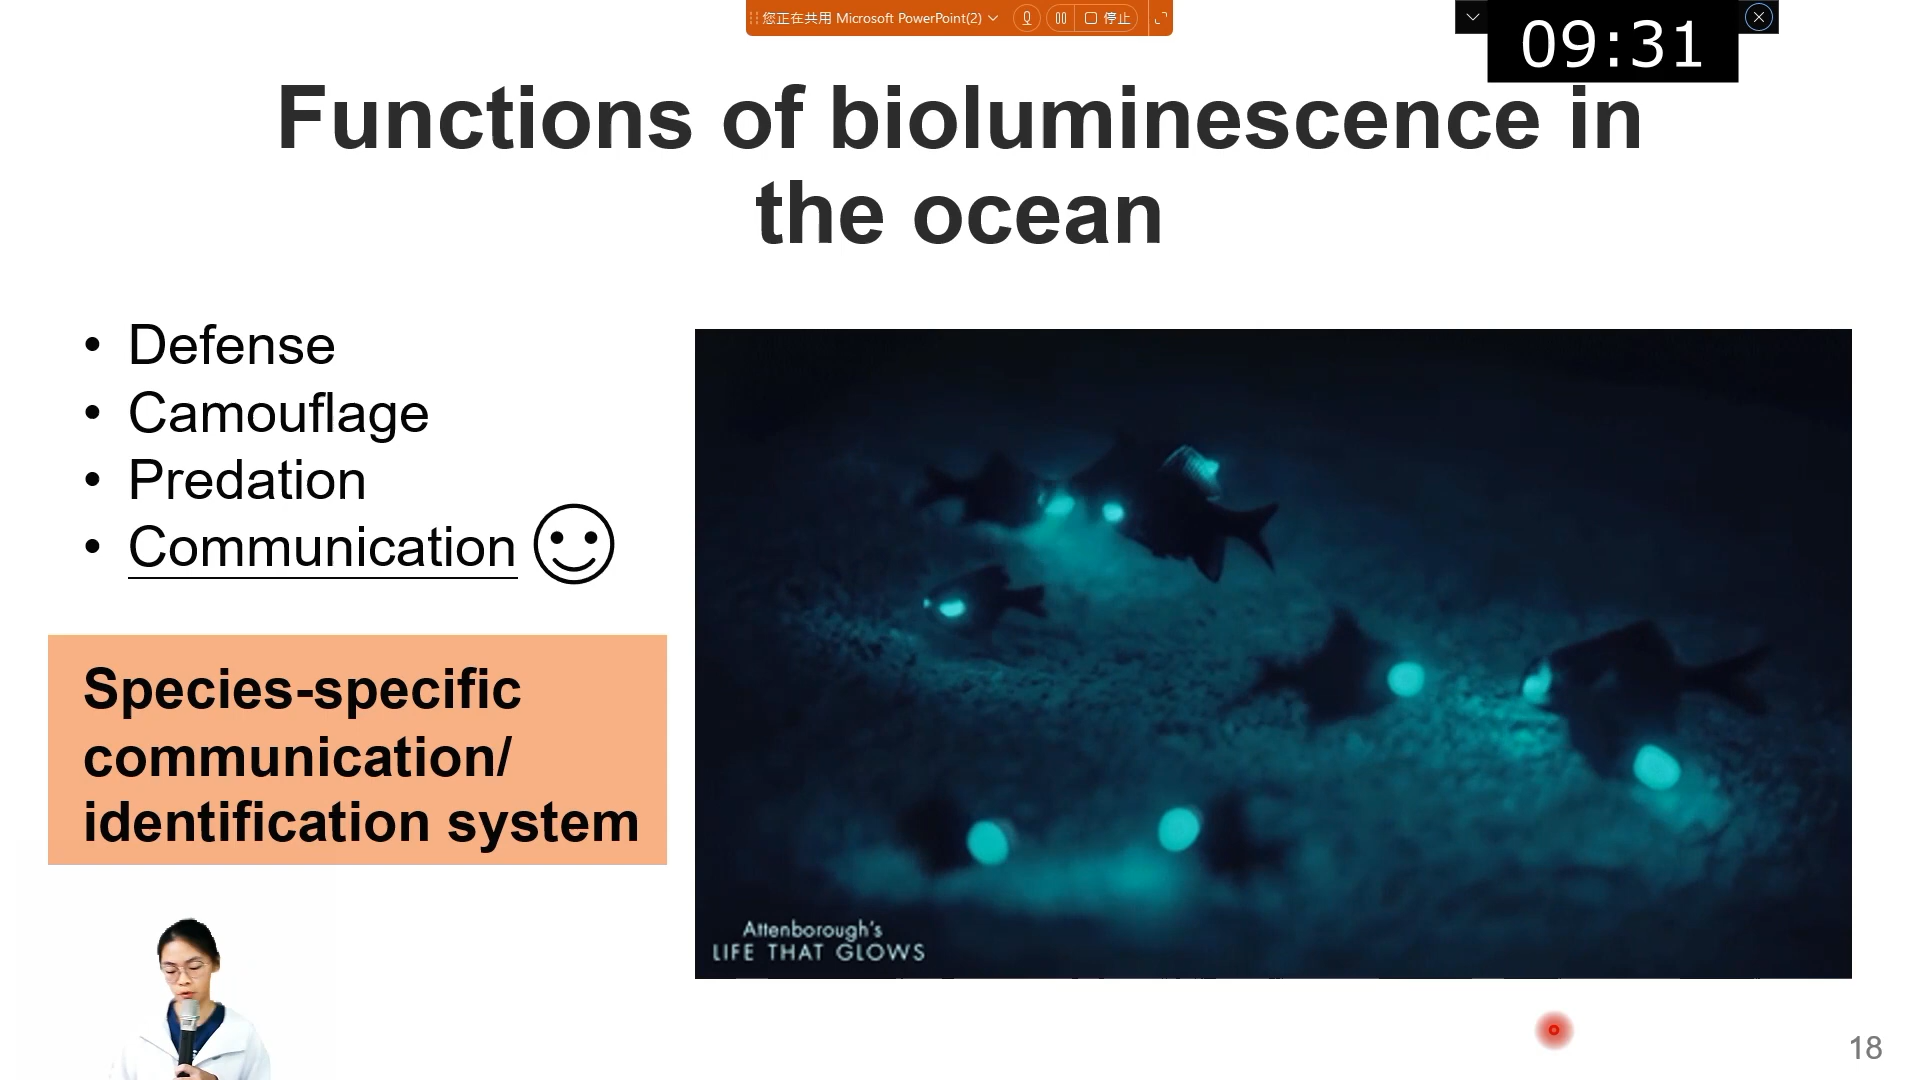 您正在共用 Microsoft PowerPoint(2)
停止
09:31
Functions of bioluminescence in
the ocean
• Defense
• Camouflage
• Predation
• Communication
Species-specific
communication/
identification system
Attenborough's
LIFE THAT GLOWS
18